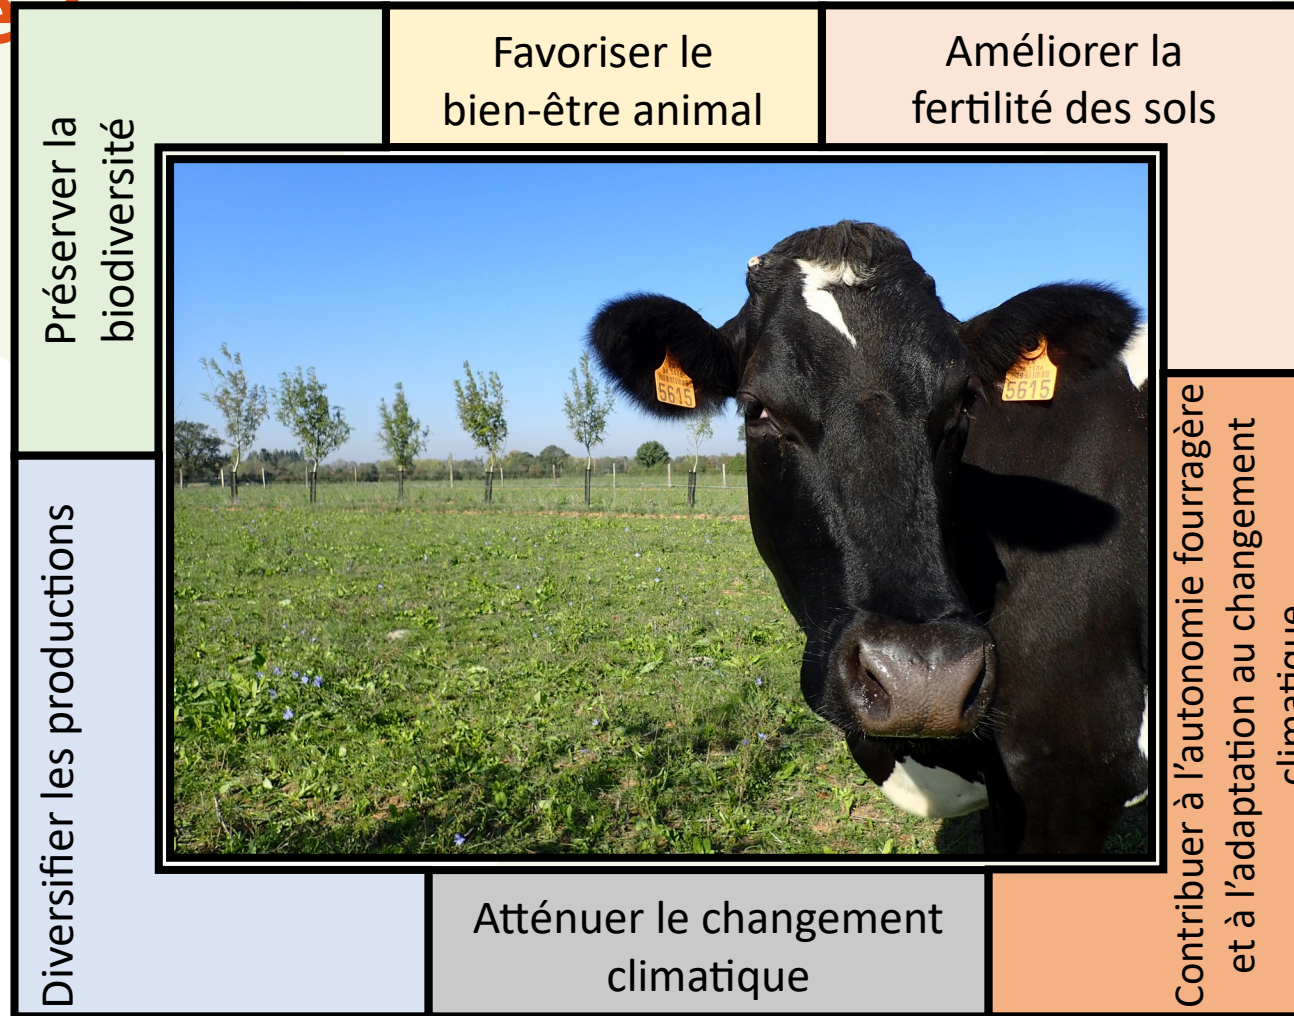 Préserver la
biodiversité
Favoriser le
bien-être animal
Améliorer la
fertilité des sols
5615
5615
Contribuer à l'autonomie fourragère
et à l'adaptation au changement
climatique
Atténuer le changement
climatique
Diversifier les productions